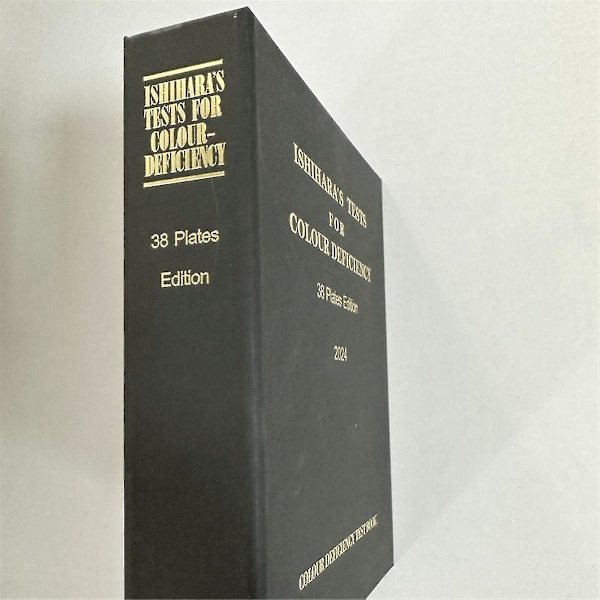 ISHIHARA'S
TESTS FOR
COLOUR-
DEFICIENCY
38 Plates
Edition
ISHIHARA'S TESTS
FOR
COLOUR DEFICIENCY
38 Plates Edition
2024
COLOUR DEFICIENCY TEST BOOK